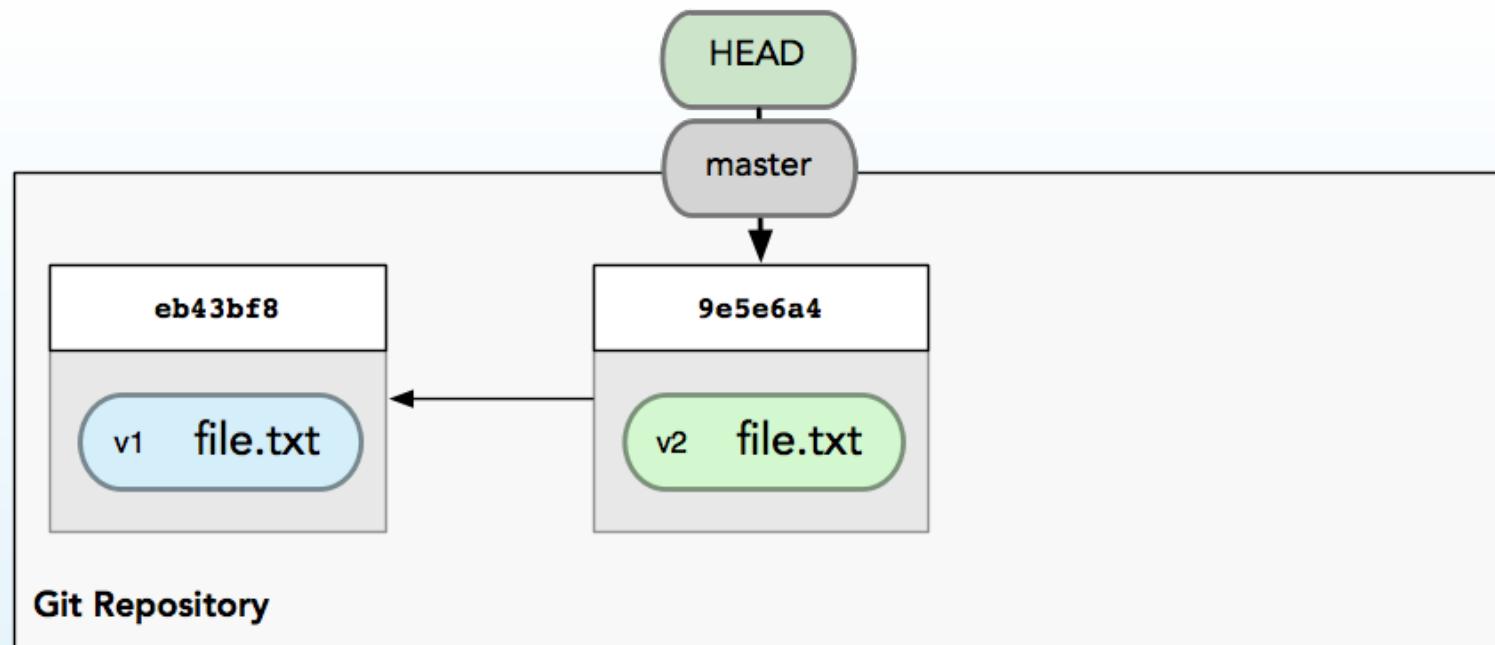 HEAD
master
eb43bf8
9e5e6a4
v1 file.txt
v2 file.txt
Git Repository